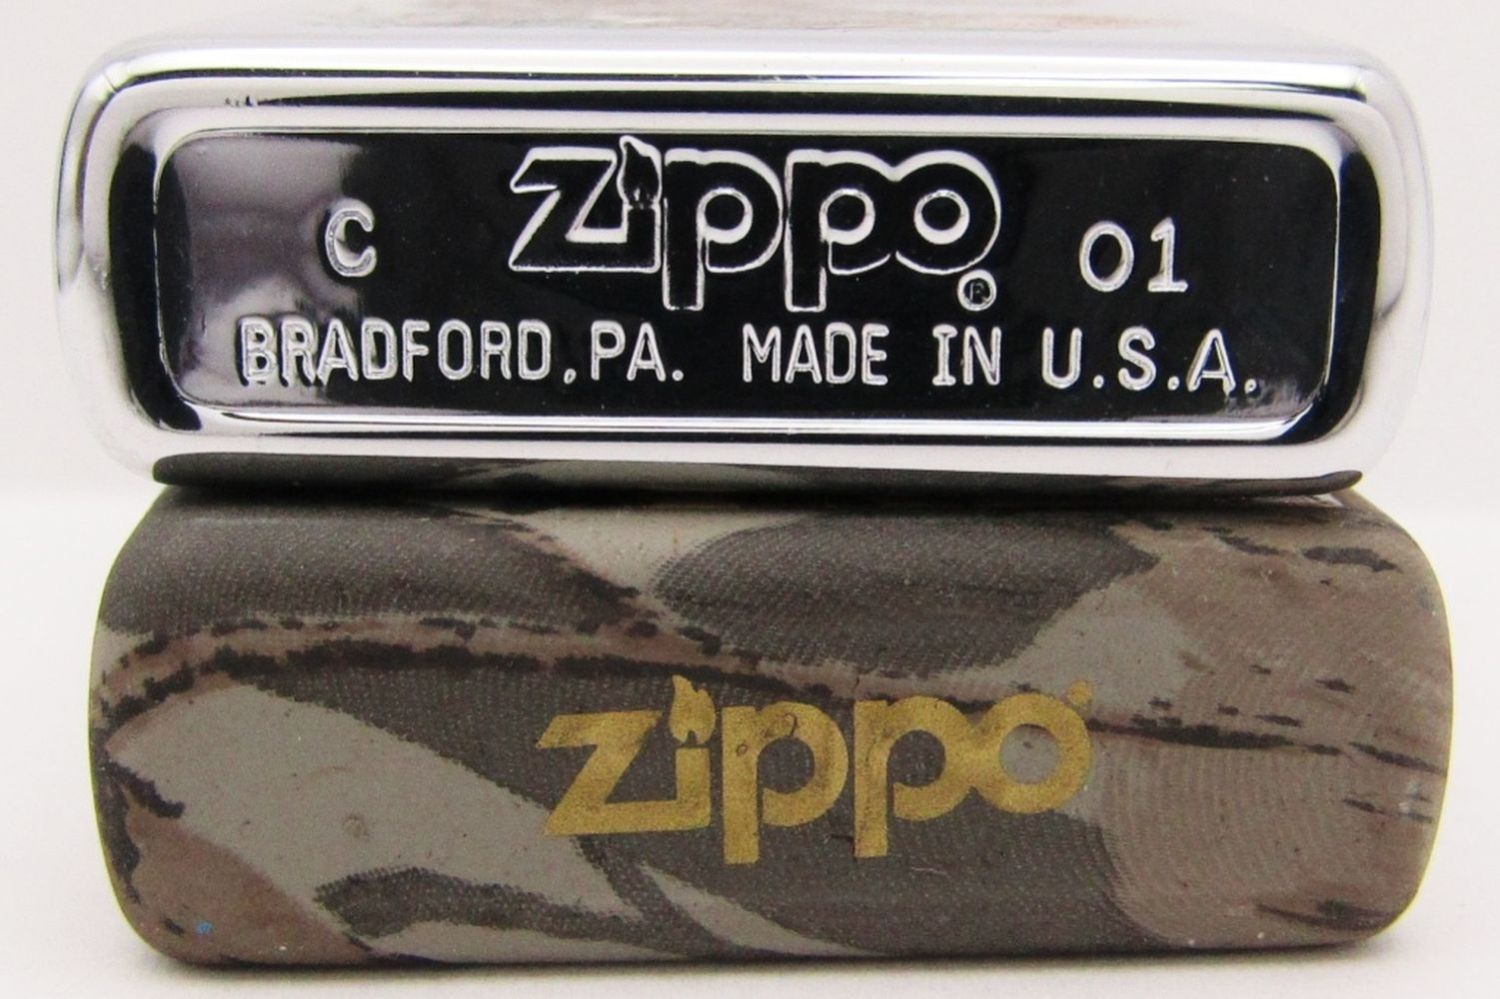 C zippo® 01
BRADFORD,PA. MADE IN U.S.A.
zippo